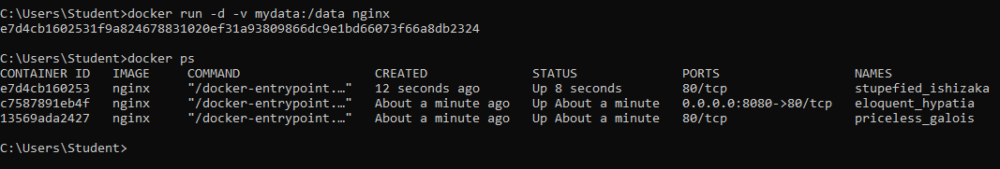 C:\Users\Student>docker run -d -v mydata:/data nginx
e7d4cb1602531f9a824678831020ef31a93809866dc9e1bd66073f66a8db2324
C:\Users\Student>docker ps
CONTAINER ID   IMAGE     COMMAND                  CREATED              STATUS              PORTS                  NAMES
e7d4cb160253   nginx     "/docker-entrypoint.…"   12 seconds ago       Up 8 seconds        80/tcp                 stupefied_ishizaka
c7587891eb4f   nginx     "/docker-entrypoint.…"   About a minute ago   Up About a minute   0.0.0.0:8080->80/tcp   eloquent_hypatia
13569ada2427   nginx     "/docker-entrypoint.…"   About a minute ago   Up About a minute   80/tcp                 priceless_galois
C:\Users\Student>